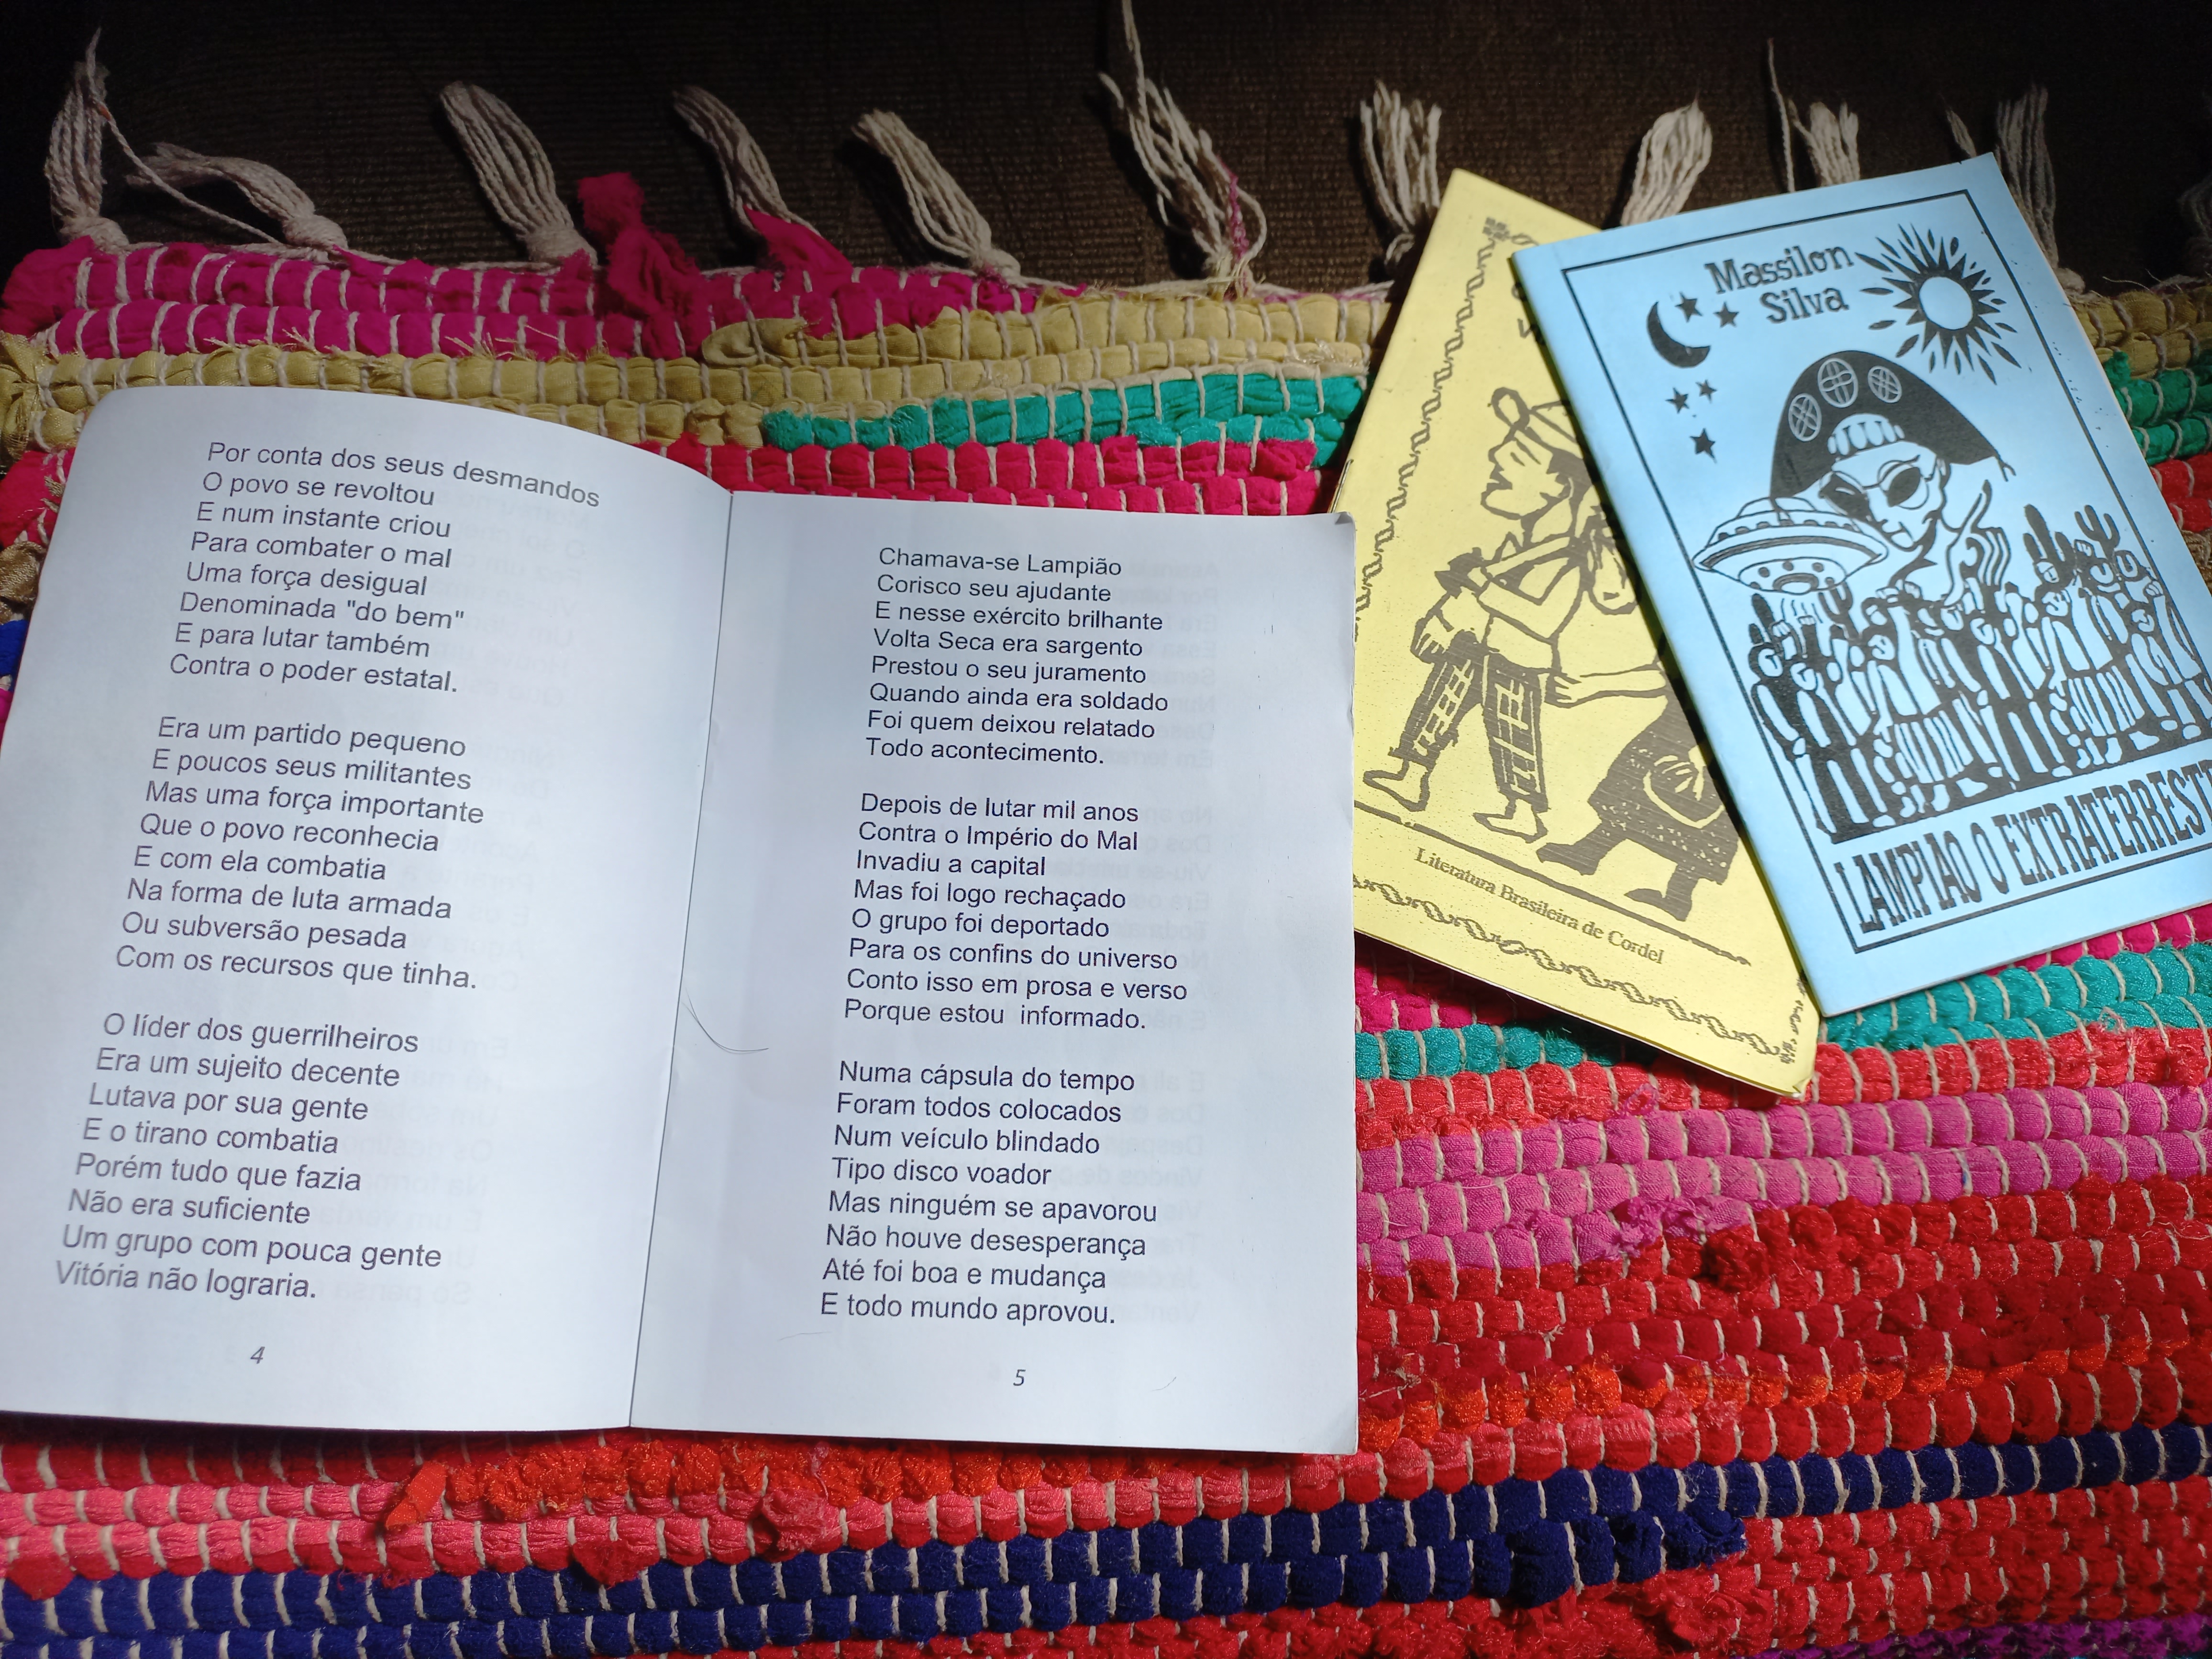 Por conta dos seus desmandos
O povo se revoltou
E num instante criou
Para combater o mal
Uma força desigual
Denominada "do bem"
E para lutar também
Contra o poder estatal.
Era um partido pequeno
E poucos seus militantes
Mas uma força importante
Que o povo reconhecia
E com ela combatia
Na forma de luta armada
Ou subversão pesada
Com os recursos que tinha.
O líder dos guerrilheiros
Era um sujeito decente
Lutava por sua gente
E o tirano combatia
Porém tudo que fazia
Não era suficiente
Um grupo com pouca gente
Vitória não lograria.
4
Chamava-se Lampião
Corisco seu ajudante
E nesse exército brilhante
Volta Seca era sargento
Prestou o seu juramento
Quando ainda era soldado
Foi quem deixou relatado
Todo acontecimento.
Depois de lutar mil anos
Contra o Império do Mal
Invadiu a capital
Mas foi logo rechaçado
O grupo foi deportado
Para os confins do universo
Conto isso em prosa e verso
Porque estou informado.
Numa cápsula do tempo
Foram todos colocados
Num veículo blindado
Tipo disco voador
Mas ninguém se apavorou
Não houve desesperança
Até foi boa e mudança
E todo mundo aprovou.
5
Literatura Brasileira de Cordel
Massilon
Silva
LAMPIAO O EXTRATERREST